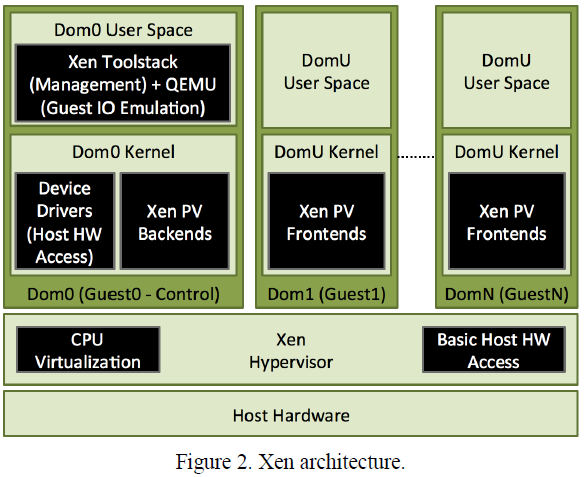 Dom0 User Space
Xen Toolstack
(Management) + QEMU
(Guest IO Emulation)
Dom0 Kernel
Device
Drivers
(Host HW
Access)
Xen PV
Backends
Dom0 (Guest0 - Control)
DomU
User Space
DomU Kernel
Xen PV
Frontends
Dom1 (Guest1)
DomU
User Space
DomU Kernel
Xen PV
Frontends
DomN (GuestN)
CPU
Virtualization
Xen
Hypervisor
Basic Host HW
Access
Host Hardware
Figure 2. Xen architecture.